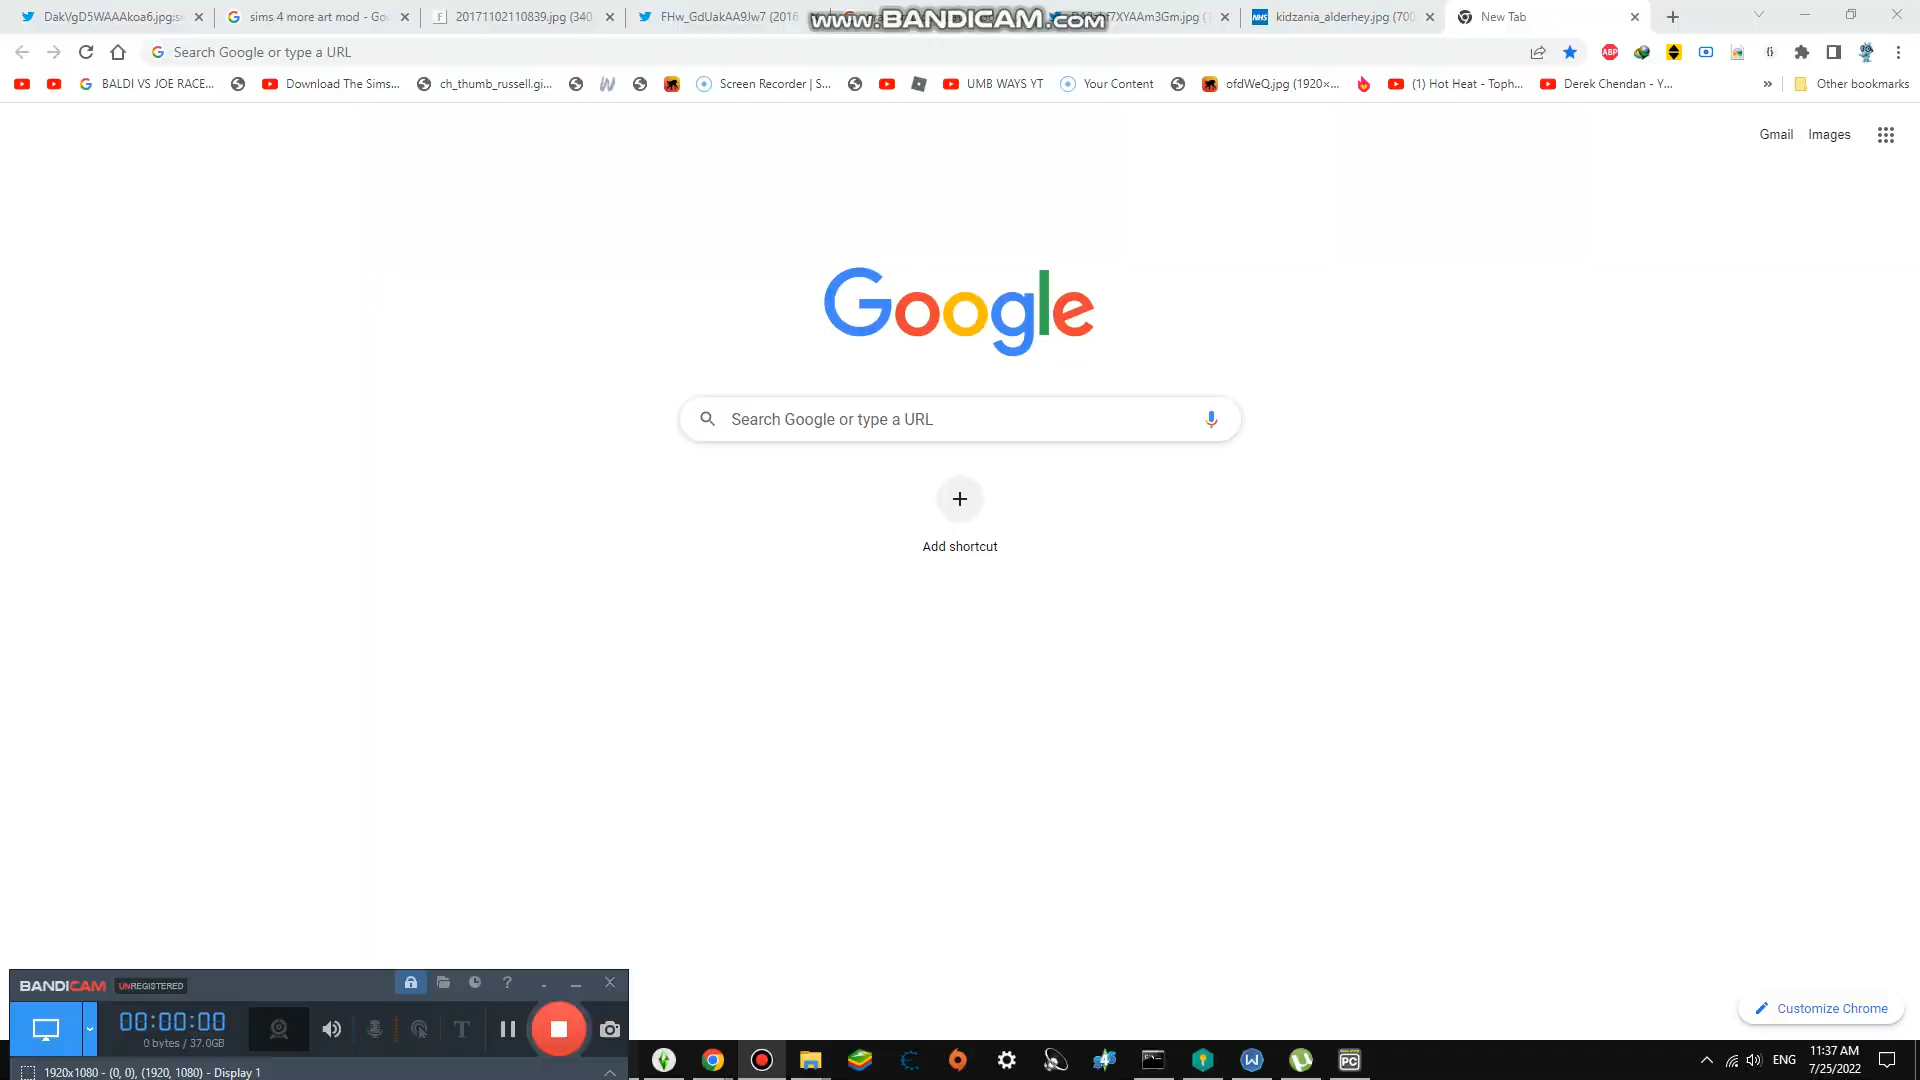 DakVgD5WAAAkoa6.jpg:s
sims 4 more art mod - Go
20171102110839.jpg (340
FHw_GdUakAA9Jw7 (2016
www.BANDICAM.com
f7XYAAm3Gm.jpg (1
NHS
kidzania_alderhey.jpg (700
New Tab
Search Google or type a URL
ABP
BALDI VS JOE RACE...
Download The Sims...
ch_thumb_russell.gi...
Screen Recorder | S...
UMB WAYS YT
Your Content
ofdWeQ.jpg (1920×...
(1) Hot Heat - Toph...
Derek Chendan - Y...
»
Other bookmarks
Gmail
Images
Google
Search Google or type a URL
Add shortcut
Customize Chrome
BANDICAM
UNREGISTERED
00:00:00
0 bytes / 37.0GB
1920x1080 - (0, 0), (1920, 1080) - Display 1
PC
ENG
11:37 AM
7/25/2022